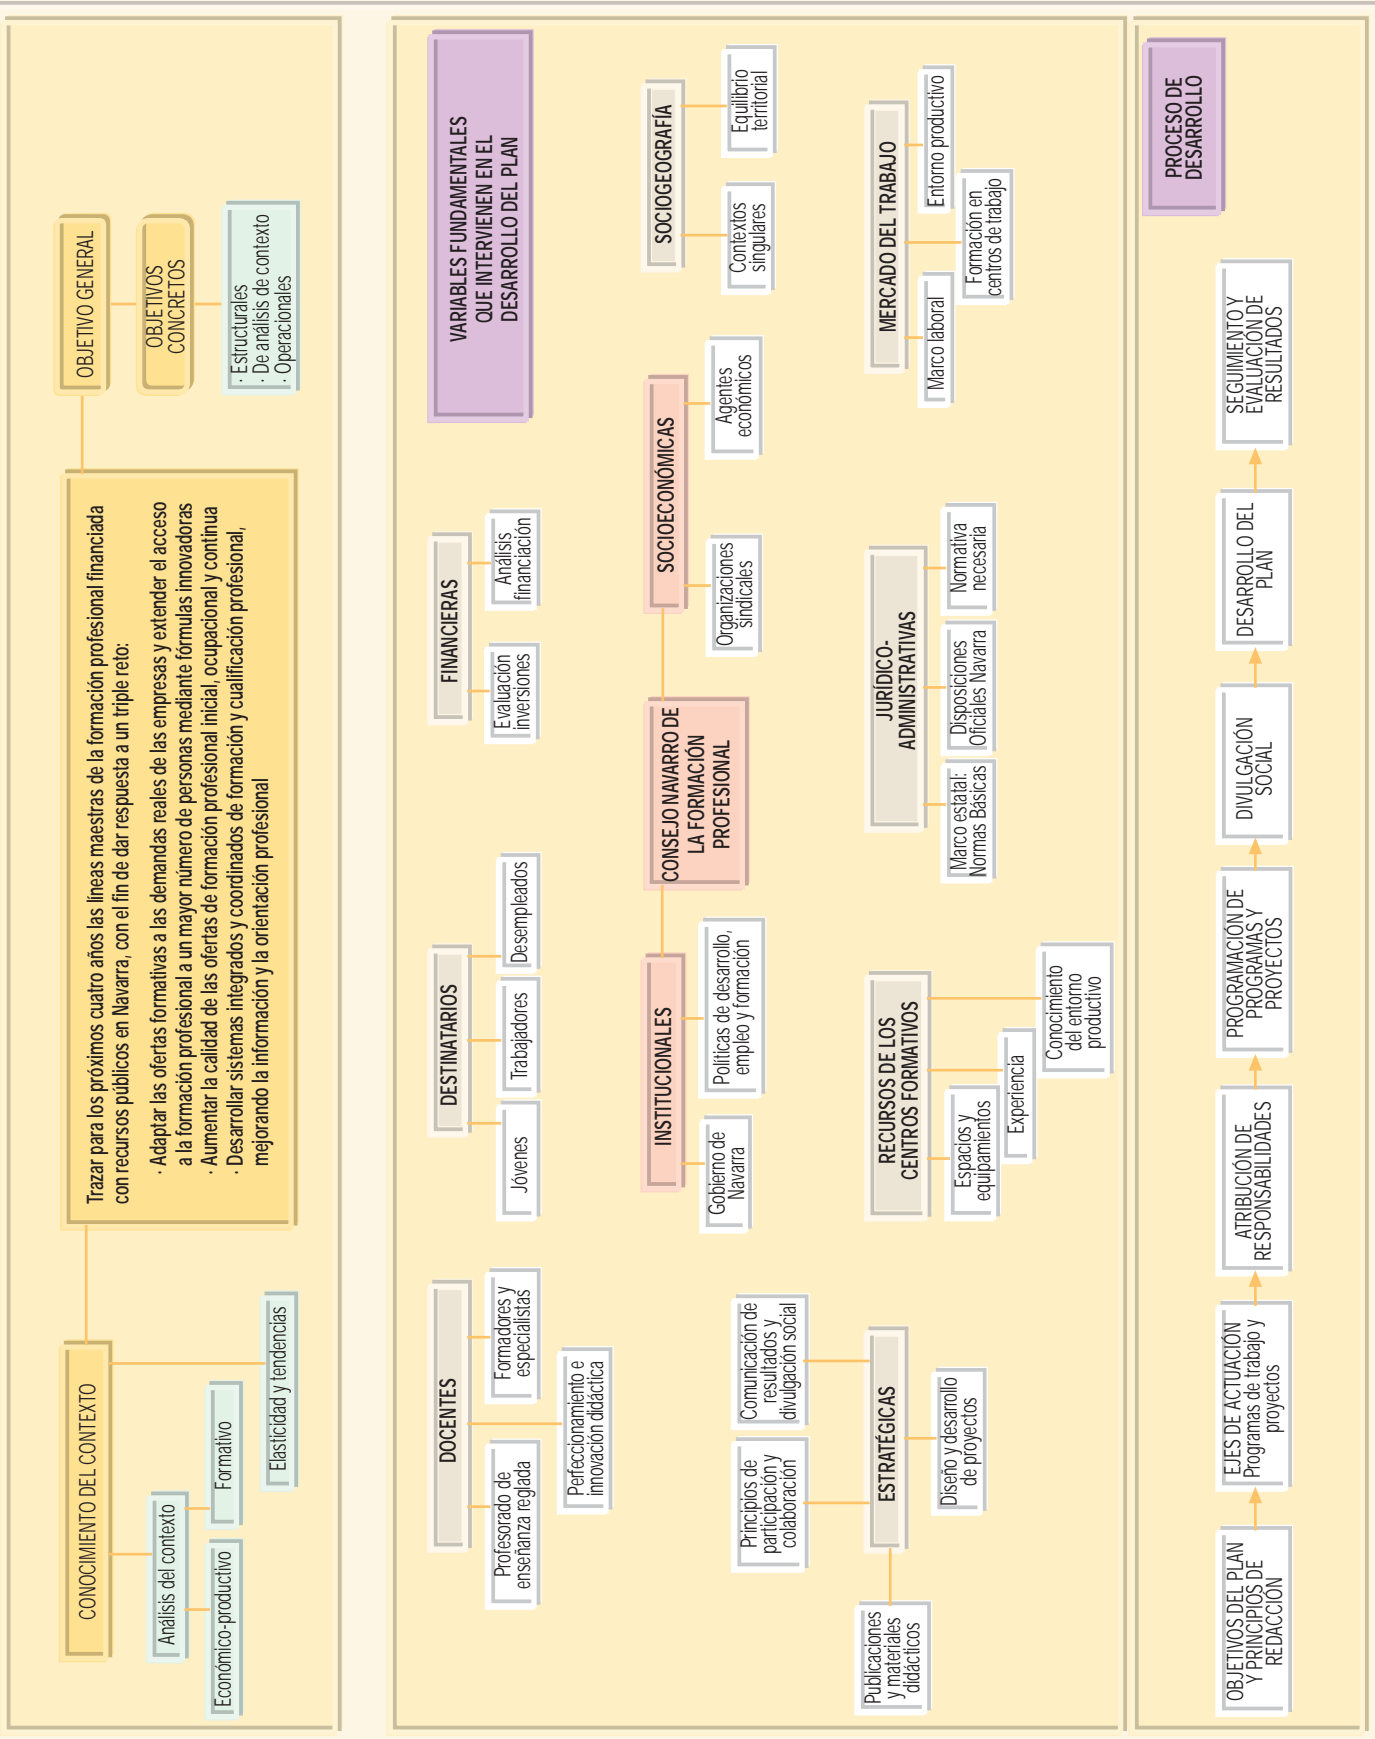 CONOCIMIENTO DEL CONTEXTO
Análisis del contexto
Económico-productivo
Formativo
Elasticidad y tendencias
Trazar para los próximos cuatro años las líneas maestras de la formación profesional financiada
con recursos públicos en Navarra, con el fin de dar respuesta a un triple reto:
· Adaptar las ofertas formativas a las demandas reales de las empresas y extender el acceso
a la formación profesional a un mayor número de personas mediante fórmulas innovadoras
· Aumentar la calidad de las ofertas de formación profesional inicial, ocupacional y continua
· Desarrollar sistemas integrados y coordinados de formación y cualificación profesional,
mejorando la información y la orientación profesional
OBJETIVO GENERAL
OBJETIVOS
CONCRETOS
· Estructurales
· De análisis de contexto
· Operacionales
VARIABLES FUNDAMENTALES
QUE INTERVIENEN EN EL
DESARROLLO DEL PLAN
DOCENTES
Profesorado de
enseñanza reglada
Formadores y
especialistas
Perfeccionamiento e
innovación didáctica
DESTINATARIOS
Jóvenes
Trabajadores
Desempleados
FINANCIERAS
Evaluación
inversiones
Análisis
financiación
INSTITUCIONALES
Gobierno de
Navarra
Políticas de desarrollo,
empleo y formación
CONSEJO NAVARRO DE
LA FORMACIÓN
PROFESIONAL
SOCIOECONÓMICAS
Organizaciones
sindicales
Agentes
económicos
SOCIOGEOGRAFÍA
Contextos
singulares
Equilibrio
territorial
Principios de
participación y
colaboración
Comunicación de
resultados y
divulgación social
ESTRATÉGICAS
Publicaciones
y materiales
didácticos
Diseño y desarrollo
de proyectos
RECURSOS DE LOS
CENTROS FORMATIVOS
Espacios y
equipamientos
Experiencia
Conocimiento
del entorno
productivo
JURÍDICO-
ADMINISTRATIVAS
Marco estatal:
Normas Básicas
Disposiciones
Oficiales Navarra
Normativa
necesaria
MERCADO DEL TRABAJO
Marco laboral
Formación en
centros de trabajo
Entorno productivo
PROCESO DE
DESARROLLO
OBJETIVOS DEL PLAN
Y PRINCIPIOS DE
REDACCIÓN
EJES DE ACTUACIÓN
Programas de trabajo y
proyectos
ATRIBUCIÓN DE
RESPONSABILIDADES
PROGRAMACIÓN DE
PROGRAMAS Y
PROYECTOS
DIVULGACIÓN
SOCIAL
DESARROLLO DEL
PLAN
SEGUIMIENTO Y
EVALUACIÓN DE
RESULTADOS